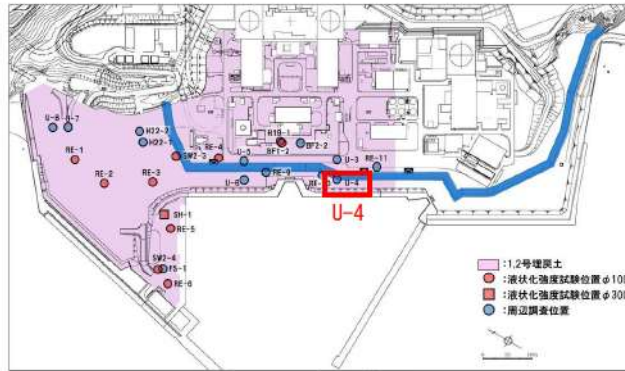 U-8
-7
H22-2
H22-7
RE-1
RE-2
RE-3
SW2-3
RE-4
H19-1
BF1-2
BF2-2
U-5
U-3
RE-11
RE-9
U-6
U-4
U-4
SH-1
RE-5
SW2-4
FS-1
RE-6
:1,2号埋戻土
:液状化強度試験位置φ100
:液状化強度試験位置φ300
:周辺調査位置